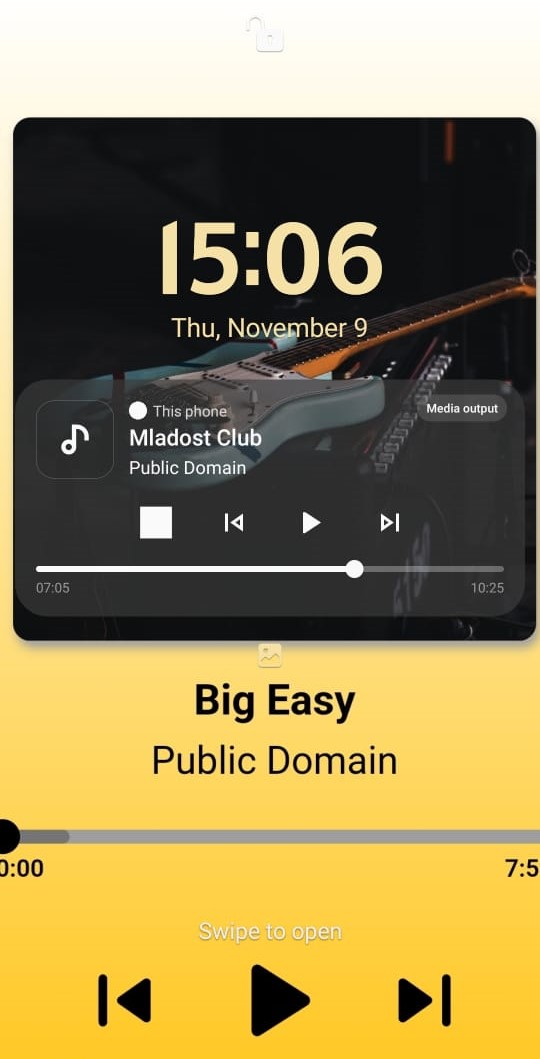 15:06
Thu, November 9
This phone
Media output
Mladost Club
Public Domain
07:05
10:25
Big Easy
Public Domain
0:00
7:5
Swipe to open